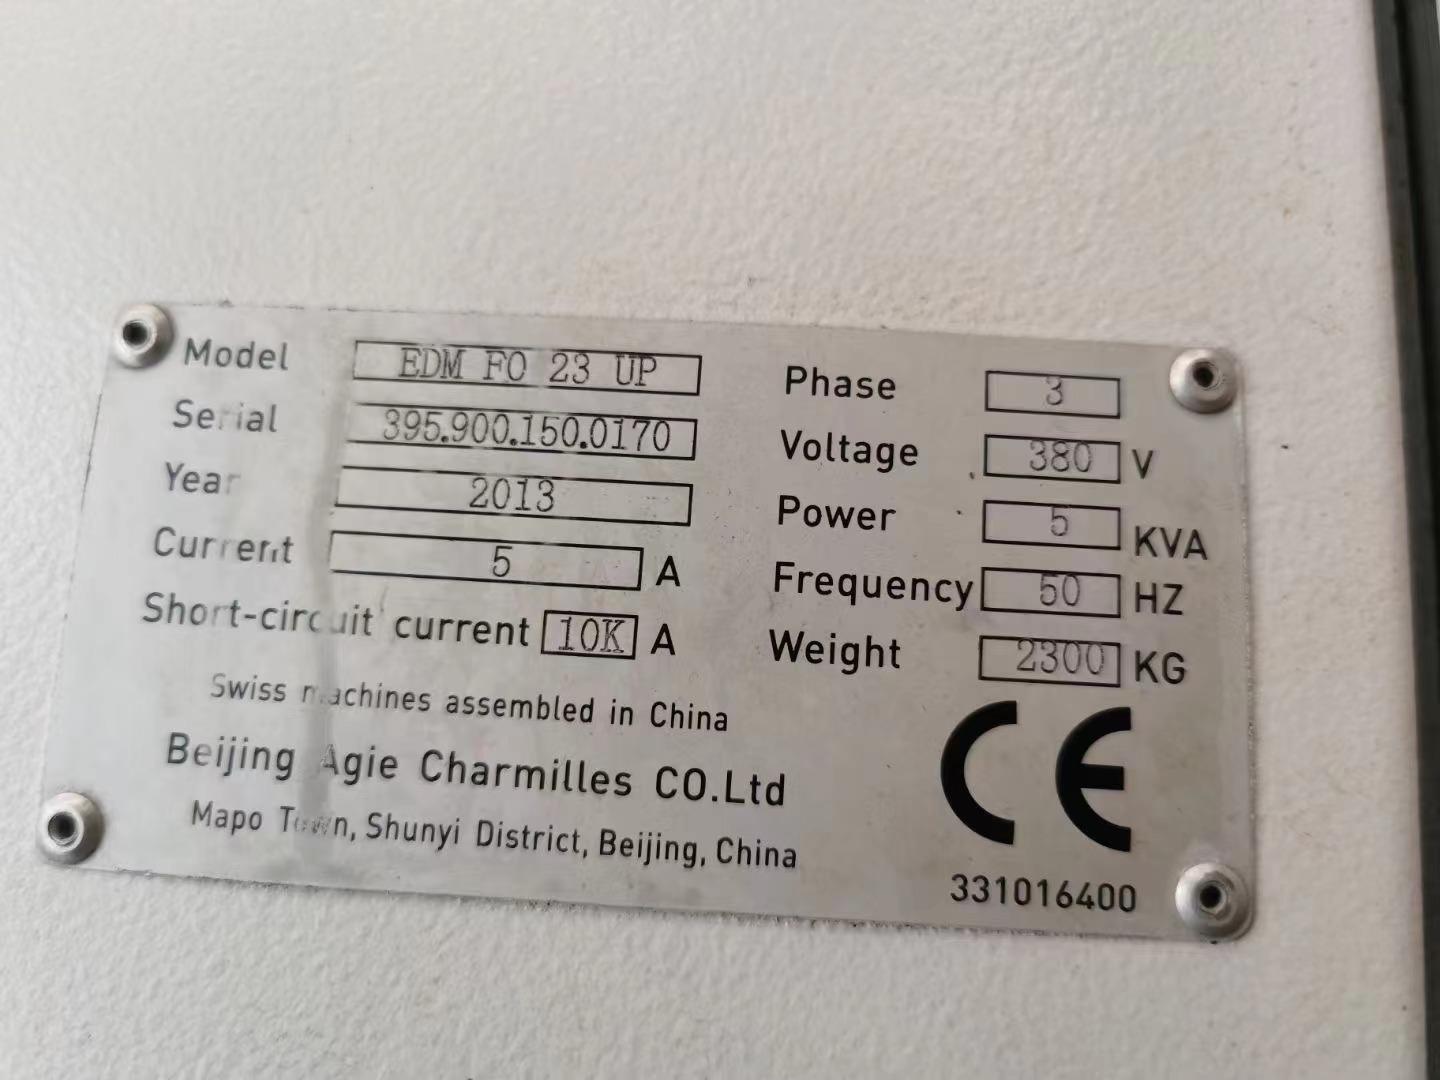 Model EDM FO 23 UP
Serial 395.900.150.0170
Year 2013
Current 5 A
Short-circuit current 10K A
Phase 3
Voltage 380 V
Power 5 KVA
Frequency 50 HZ
Weight 2300 KG
Swiss machines assembled in China
Beijing Agie Charmilles CO.Ltd
Mapo Town, Shunyi District, Beijing, China
CE
331016400